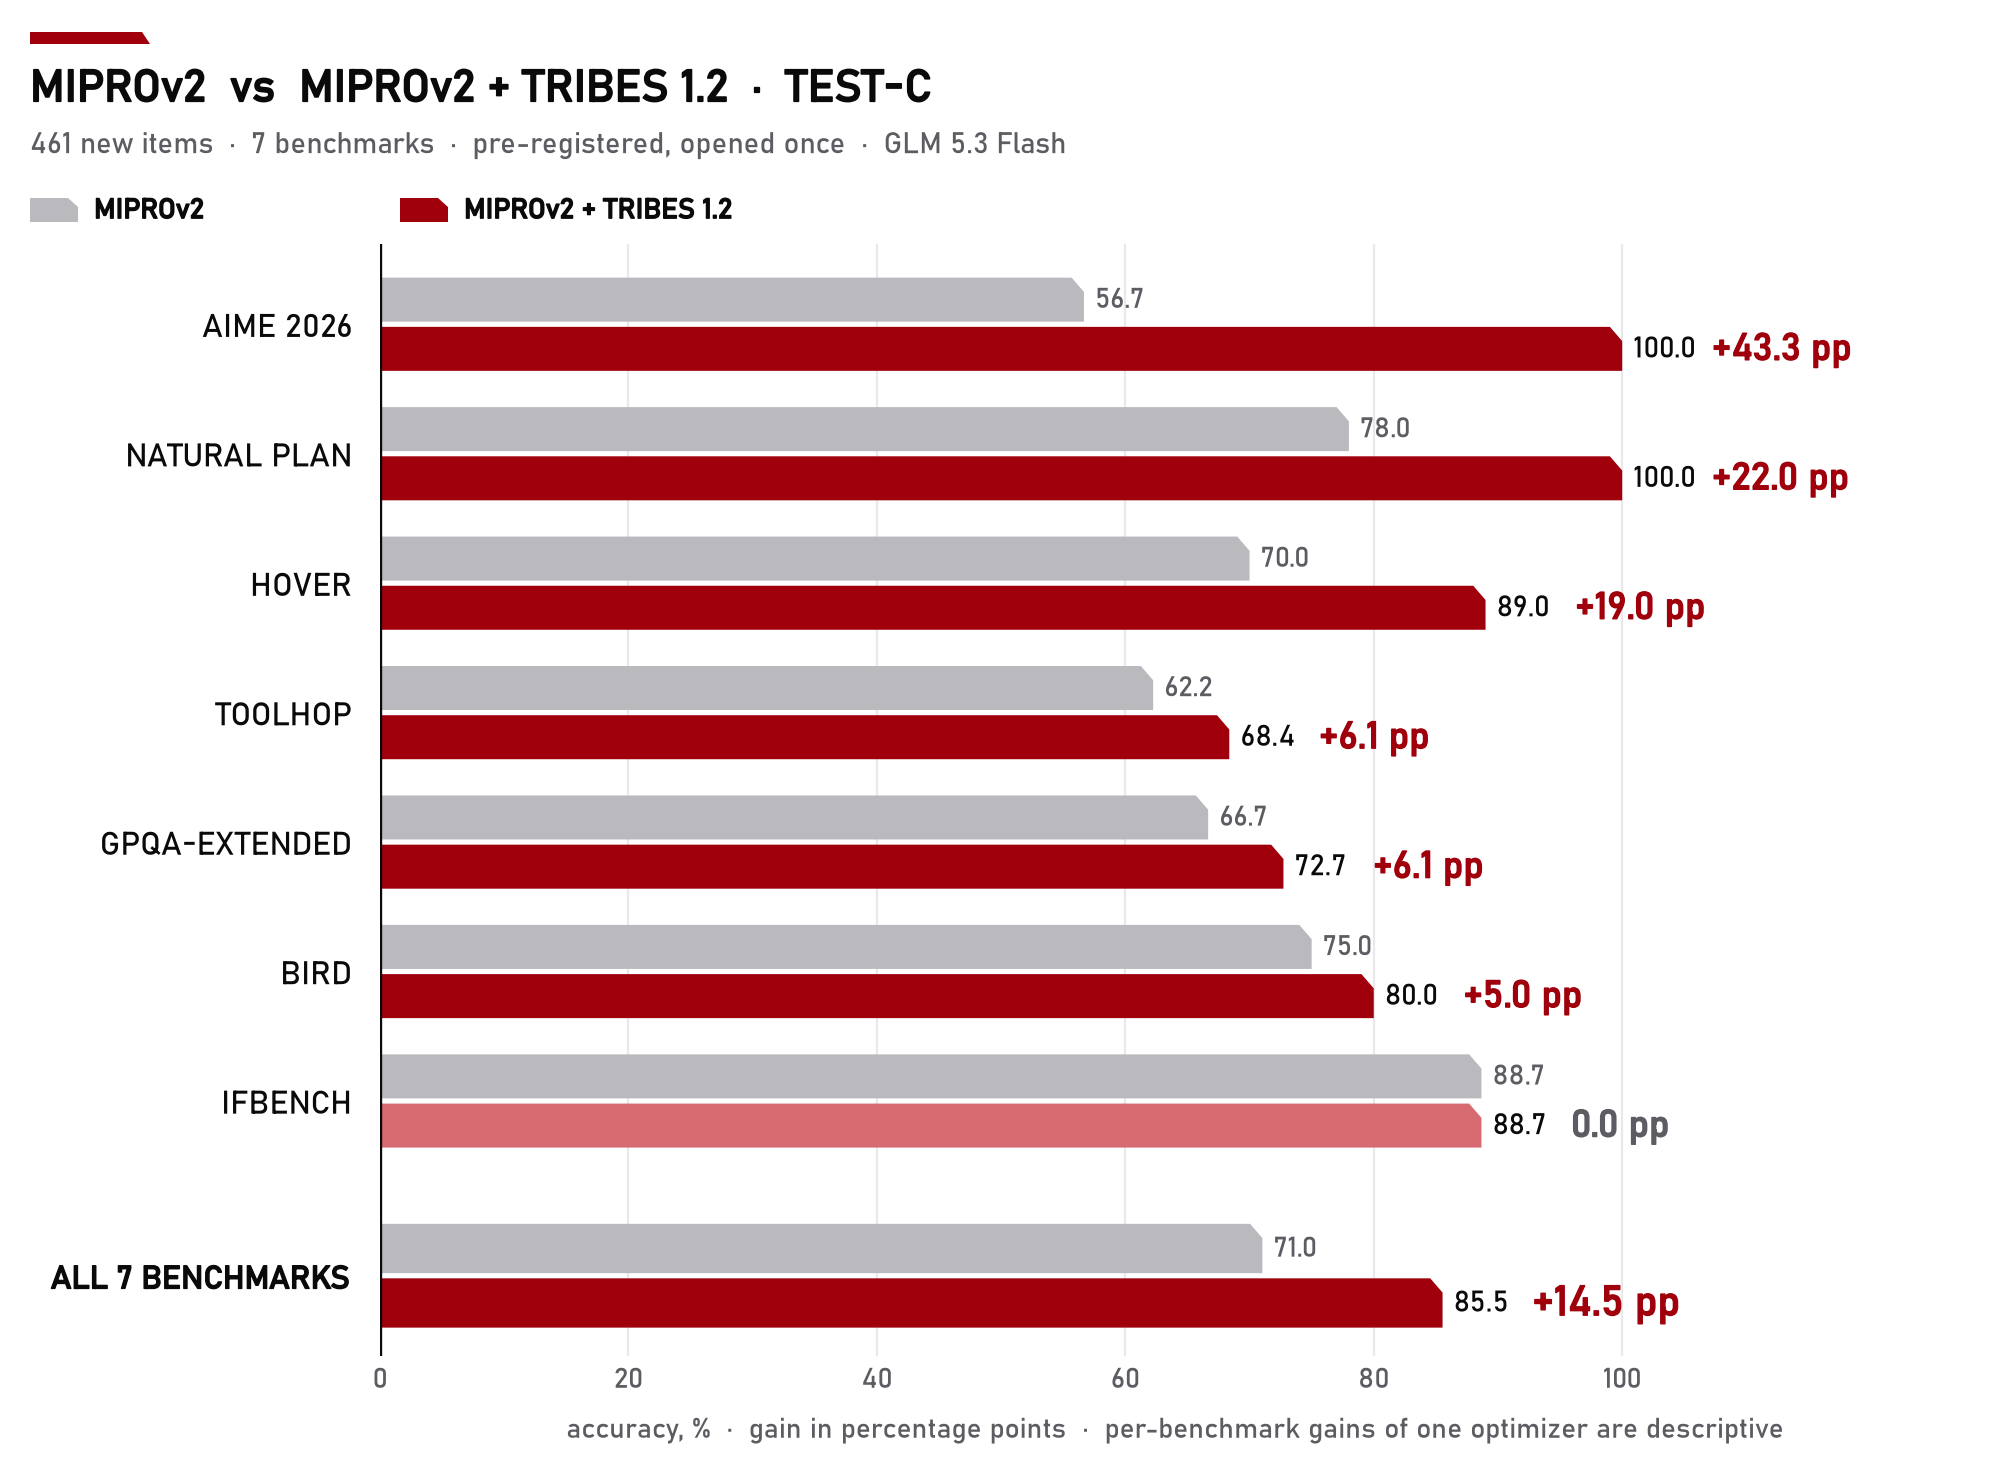 MIPROv2 vs MIPROv2 + TRIBES 1.2 · TEST-C
461 new items · 7 benchmarks · pre-registered, opened once · GLM 5.3 Flash
MIPROv2
MIPROv2 + TRIBES 1.2
AIME 2026
56.7
100.0 +43.3 pp
NATURAL PLAN
78.0
100.0 +22.0 pp
HOVER
70.0
89.0 +19.0 pp
TOOLHOP
62.2
68.4 +6.1 pp
GPQA-EXTENDED
66.7
72.7 +6.1 pp
BIRD
75.0
80.0 +5.0 pp
IFBENCH
88.7
88.7 0.0 pp
ALL 7 BENCHMARKS
71.0
85.5 +14.5 pp
0 20 40 60 80 100
accuracy, % · gain in percentage points · per-benchmark gains of one optimizer are descriptive